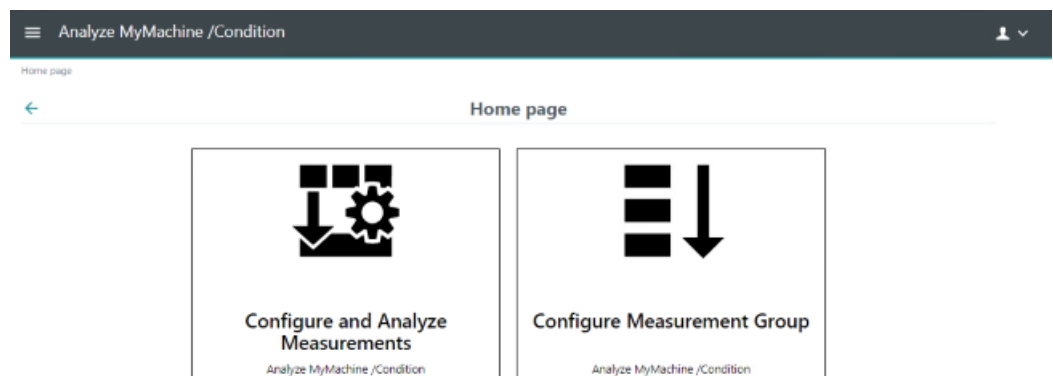 Analyze MyMachine /Condition
Home page
Home page
Configure and Analyze
Measurements
Analyze MyMachine /Condition
Configure Measurement Group
Analyze MyMachine /Condition